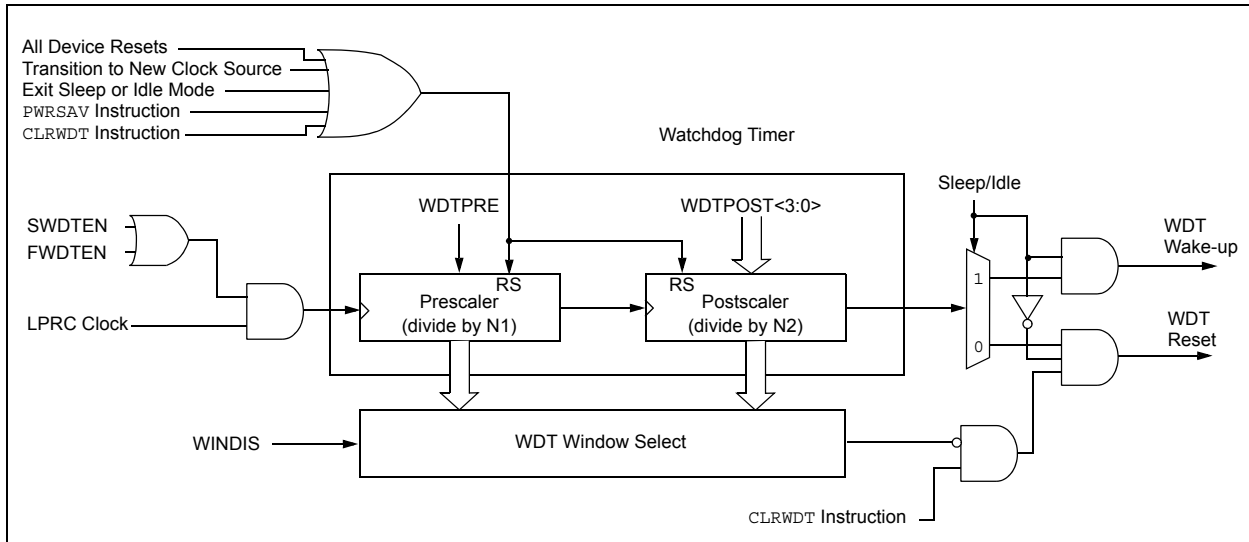 All Device Resets
Transition to New Clock Source
Exit Sleep or Idle Mode
PWRSAV Instruction
CLRWDT Instruction
Watchdog Timer
Sleep/Idle
WDTPRE
WDTPOST<3:0>
SWDTEN
FWDTEN
WDT
Wake-up
RS
RS
Prescaler
(divide by N1)
Postscaler
(divide by N2)
1
0
LPRC Clock
WDT
Reset
WINDIS
WDT Window Select
CLRWDT Instruction